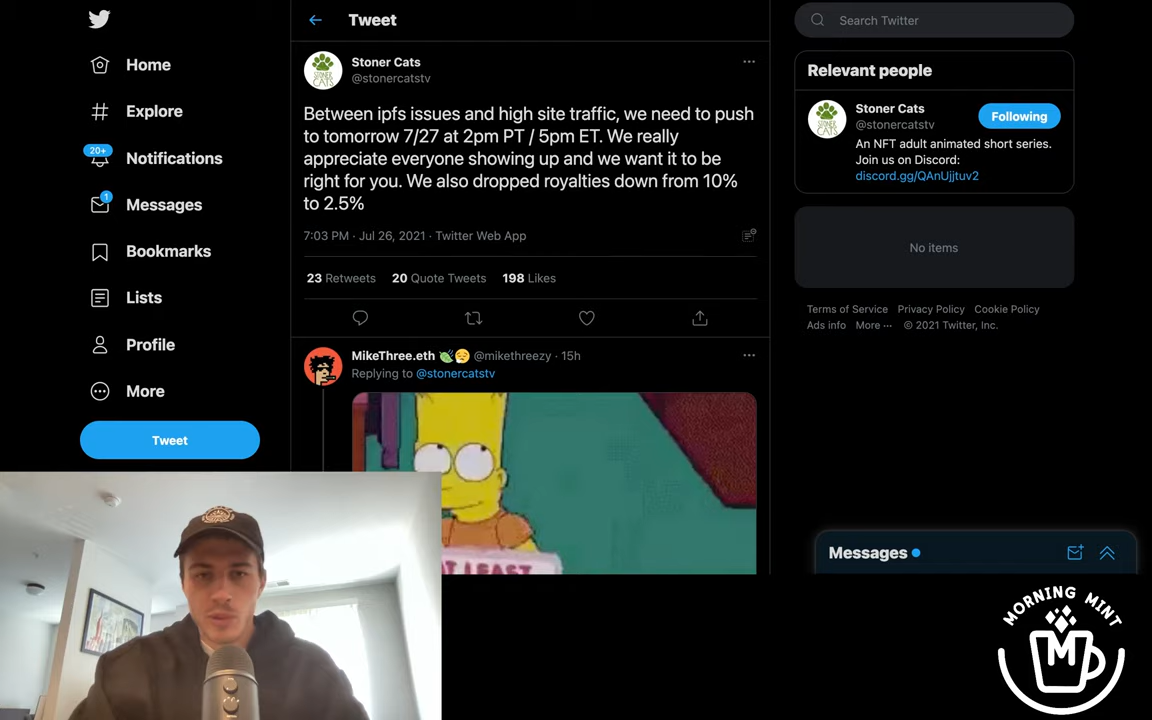 Home
Explore
20+
Notifications
1
Messages
Bookmarks
Lists
Profile
More
Tweet
Tweet
STONER
CATS
Stoner Cats
@stonercatstv
Between ipfs issues and high site traffic, we need to push
to tomorrow 7/27 at 2pm PT / 5pm ET. We really
appreciate everyone showing up and we want it to be
right for you. We also dropped royalties down from 10%
to 2.5%
7:03 PM · Jul 26, 2021 · Twitter Web App
23 Retweets 20 Quote Tweets 198 Likes
MikeThree.eth @mikethreezy · 15h
Replying to @stonercatstv
AT LEAST
Search Twitter
Relevant people
STONER
CATS
Stoner Cats
@stonercatstv
Following
An NFT adult animated short series.
Join us on Discord:
discord.gg/QAnUjjtuv2
No items
Terms of Service Privacy Policy Cookie Policy
Ads info More ··· © 2021 Twitter, Inc.
Messages
MORNING MINT
M